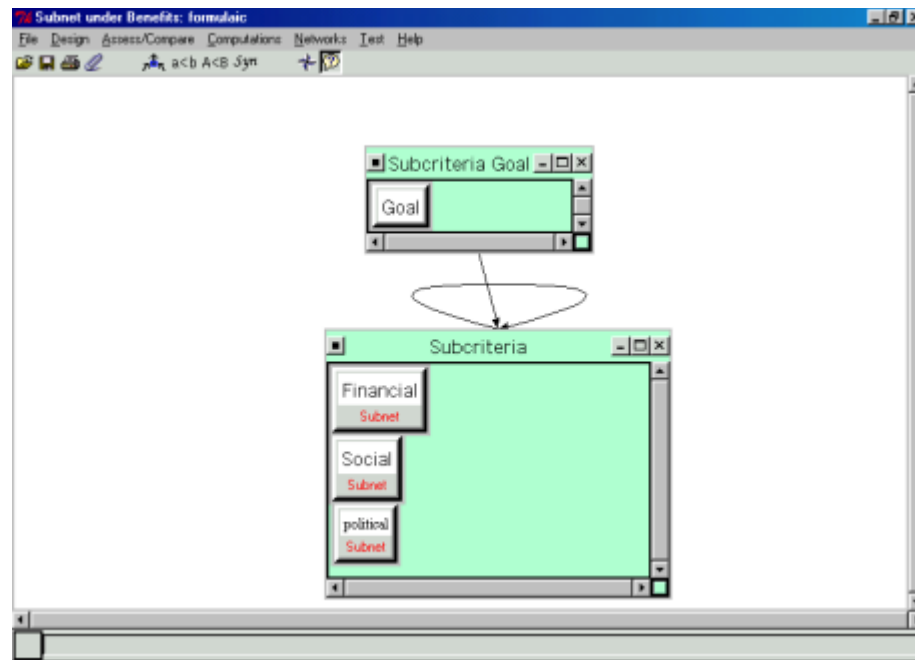 Subnet under Benefits: formulaic
File Design Assess/Compare Computations Networks Test Help
a<b A<B Syn
Subcriteria Goal
Goal
Subcriteria
Financial
Subnet
Social
Subnet
political
Subnet